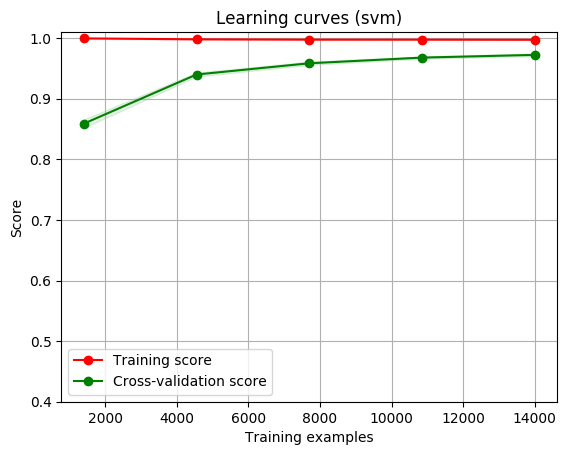 Learning curves (svm)
1.0
0.9
0.8
0.7
0.6
0.5
0.4
Score
Training score
Cross-validation score
2000 4000 6000 8000 10000 12000 14000
Training examples